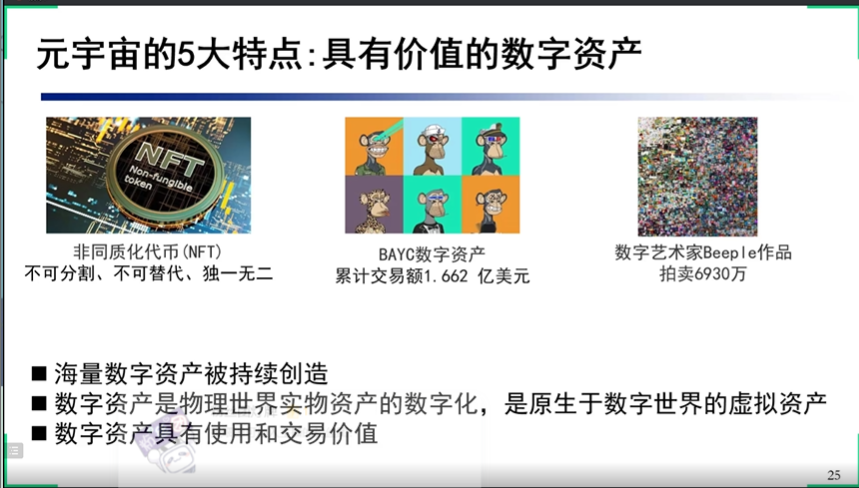 元宇宙的5大特点:具有价值的数字资产
NFT
Non-fungible
token
非同质化代币(NFT)
不可分割、不可替代、独一无二
BAYC数字资产
累计交易额1.662 亿美元
数字艺术家Beeple作品
拍卖6930万
■ 海量数字资产被持续创造
■ 数字资产是物理世界实物资产的数字化，是原生于数字世界的虚拟资产
■ 数字资产具有使用和交易价值
25